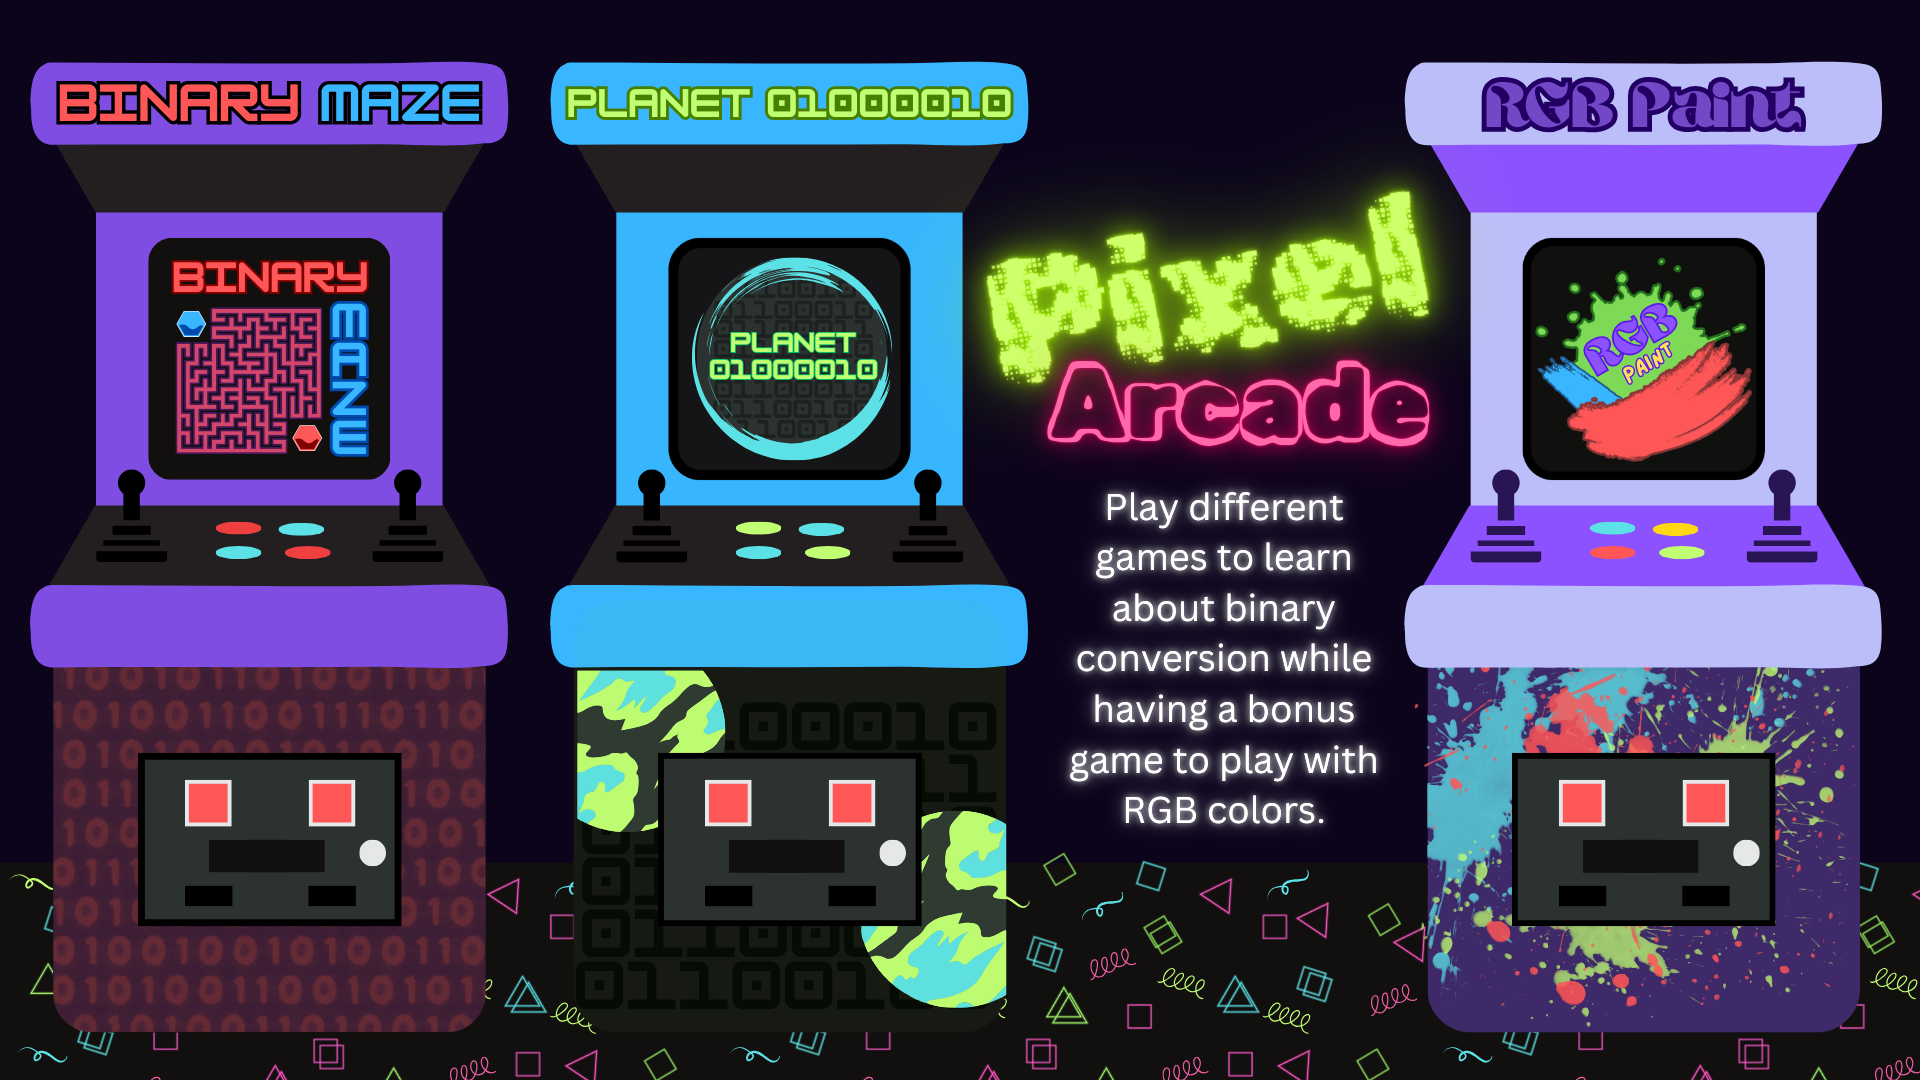 BINARY MAZE
PLANET 01000010
RGB Paint
BINARY
MAZE
PLANET
01000010
RGB
PAINT
Pixel
Arcade
Play different
games to learn
about binary
conversion while
having a bonus
game to play with
RGB colors.